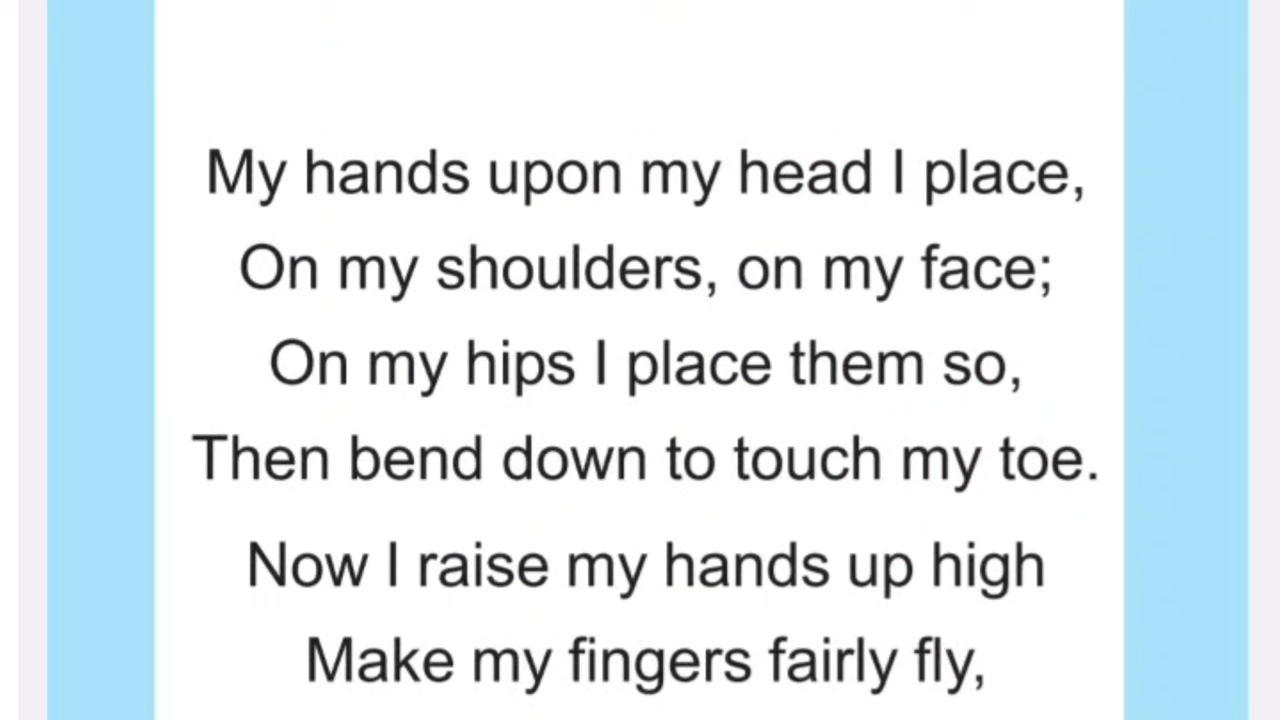 My hands upon my head I place,
On my shoulders, on my face;
On my hips I place them so,
Then bend down to touch my toe.
Now I raise my hands up high
Make my fingers fairly fly,